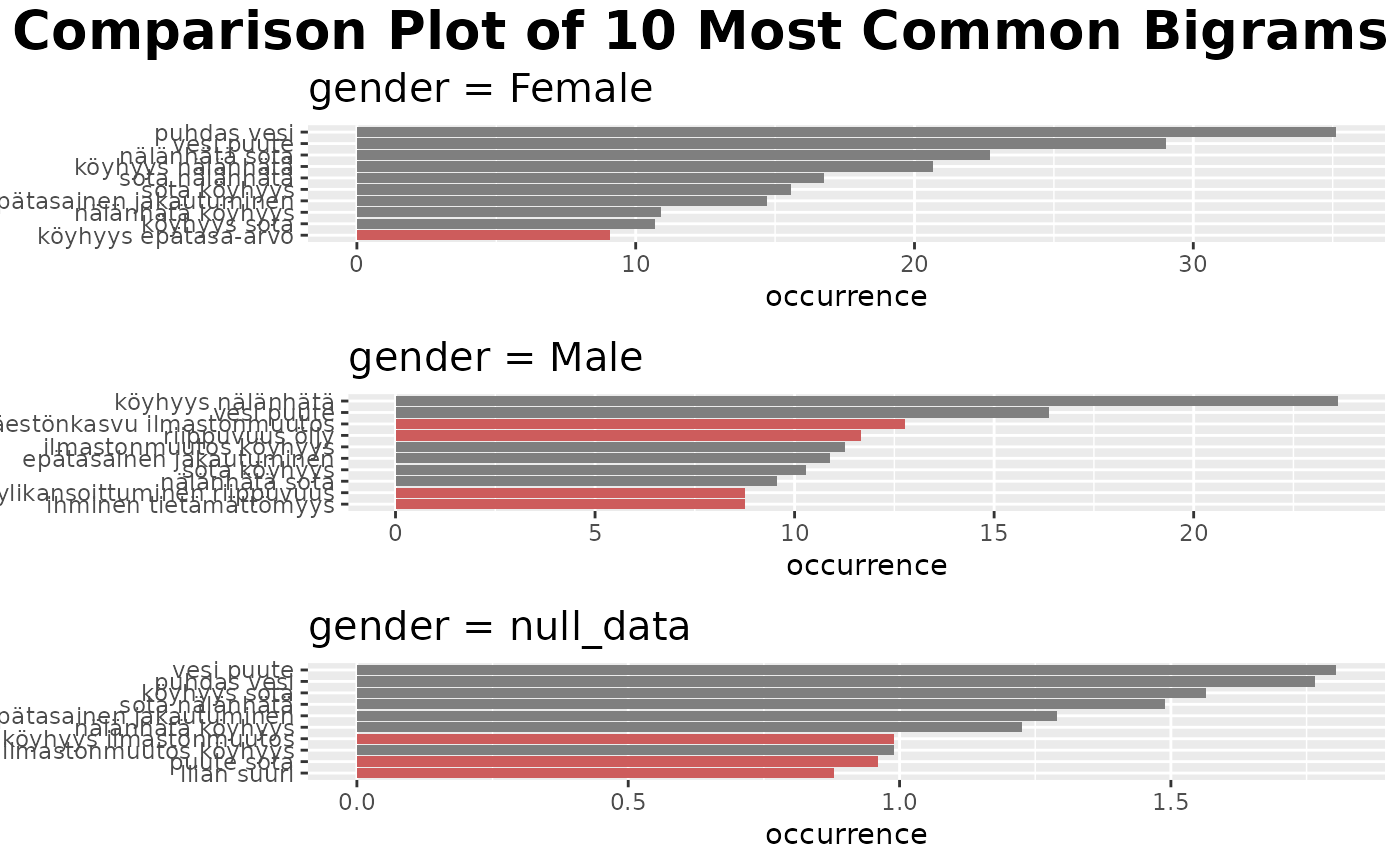 Comparison Plot of 10 Most Common Bigrams
gender = Female
puhdas vesi
vesi puute
nälänhätä sota
köyhyys nälänhätä
sota nälänhätä
sota köyhyys
pätasainen jakautuminen
nälänhätä köyhyys
köyhyys sota
köyhyys epätasa-arvo
0 10 20 30
occurrence
gender = Male
köyhyys nälänhätä
vesi puute
aestönkasvu ilmastonmuutos
riippuvuus öljy
ilmastonmuutos köyhyys
epätasainen jakautuminen
sota köyhyys
nälänhätä sota
ylikansoittuminen riippuvuus
ihminen tietämättömyys
0 5 10 15 20
occurrence
gender = null_data
vesi puute
puhdas vesi
köyhyys sota
sota nälänhätä
pätasainen jakautuminen
nälänhätä köyhyys
köyhyys ilmastonmuutos
ilmastonmuutos köyhyys
puute sota
liian suuri
0.0 0.5 1.0 1.5
occurrence